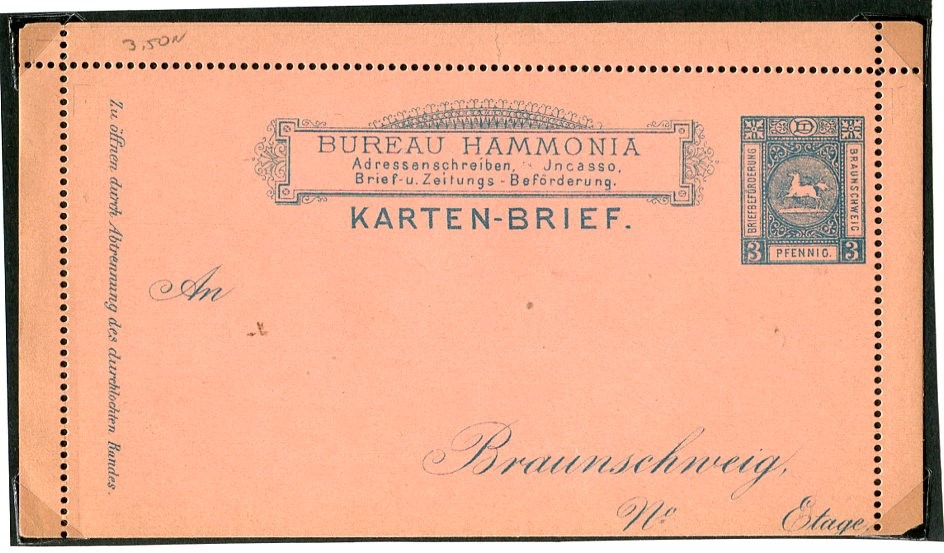 3,50 N
BUREAU HAMMONIA
Adressenschreiben, Jncasso,
Brief-u. Zeitungs-Beförderung.
KARTEN-BRIEF.
H
BRIEFBEFÖRDERUNG
BRAUNSCHWEIG
3 PFENNIG. 3
Zu öffnen durch Abtrennung des durchlochten Randes.
An
Braunschweig,
No Etage